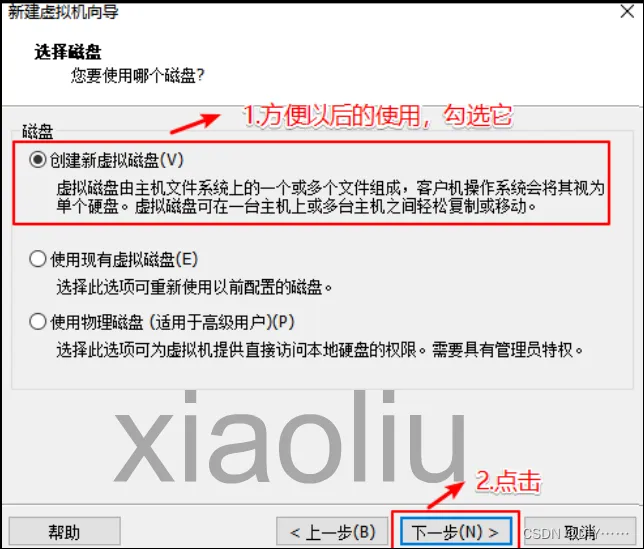 新建虚拟机向导
选择磁盘
您要使用哪个磁盘?
1.方便以后的使用，勾选它
磁盘
创建新虚拟磁盘(V)
虚拟磁盘由主机文件系统上的一个或多个文件组成，客户机操作系统会将其视为
单个硬盘。虚拟磁盘可在一台主机上或多台主机之间轻松复制或移动。
使用现有虚拟磁盘(E)
选择此选项可重新使用以前配置的磁盘。
使用物理磁盘 (适用于高级用户)(P)
选择此选项可为虚拟机提供直接访问本地硬盘的权限。需要具有管理员特权。
xiaoliu
2.点击
帮助
< 上一步(B)
下一步(N) >
取消